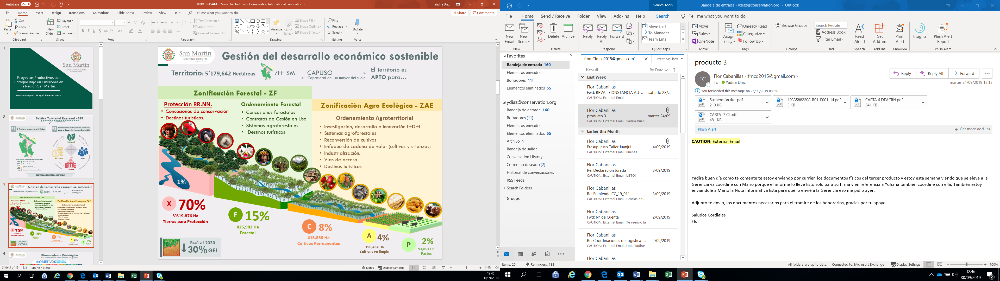 AutoSave On
130919 DRASAM - Saved to OneDrive - Conservation International Foundation
Yadira Diaz
File Home Insert Design Transitions Animations Slide Show Review View Help Tell me what you want to do
Share Comments
Paste Cut Copy Format Painter
New Slide Layout Reset Section
Text Direction Align Text Convert to SmartArt
Arrange Quick Styles Shape Fill Shape Outline Shape Effects
Find Replace Select Dictate
Clipboard Slides Font Paragraph Drawing Editing Voice
1
San Martín
GOBIERNO REGIONAL
Proyectos Productivos con
Enfoque Bajo en Emisiones en
la Región San Martín.
Dirección Regional de Agricultura San Martín
2
Política Territorial Regional - PTR
P1 El Territorio y sus potencialidades
P2 Gobernanza de la Gestión Territorial
para el Desarrollo Humano Sostenible
Ambiental
Económico
Social
Política
DESARROLLO TERRITORIAL SOSTENIBLE
3
4
Planeamiento Estratégico
del Desarrollo Económico Regional
OBJETIVOS
San Martín
GOBIERNO REGIONAL
Gestión del desarrollo económico sostenible
Territorio: 5´179,642 Hectáreas
ZEE SM
CAPUSO
Capacidad de uso mayor del suelo
El Territorio es
APTO para…
Zonificación Forestal - ZF
Protección RR.NN.
• Concesiones de conservación
• Destinos turísticos.
Ordenamiento Forestal
• Concesiones forestales
• Contratos de Cesión en Uso
• Sistemas agroforestales
• Destinos turísticos
Zonificación Agro Ecológica - ZAE
Ordenamiento Agroterritorial
• Investigación, desarrollo e innovación I+D+I
• Sistemas agroforestales
• Reconversión de cultivos
• Enfoque de cadena de valor (cultivos y crianzas)
• Industrialización.
• Vías de acceso
• Destinos turísticos
1%
X 70%
3´619,876 Ha
Tierras para Protección
F 15%
825,982 Ha
Forestal
C 8%
415,853 Ha
Cultivos Permanentes
A 4%
198,434 Ha
Cultivos en limpio
P 2%
93,851 Ha
Pastos
Perú al 2030
30% GEI
Slide 3 of 13 Spanish (Peru)
Notes Display Settings 114%
12:46
30/09/2019
Search Tools
Bandeja de entrada - ydiaz@conservation.org - Outlook
File Home Send / Receive Folder View Add-ins Help Search Tell me what you want to do
New Email New Items
Delete Archive
Reply Reply All Forward
Move to: ?
To Manager
Team Email
Move
Rules
OneNote
Assign Policy
Unread/ Read
Categorize
Follow Up
Browse Groups
Search People
Address Book
Filter Email
Read Aloud
Get Add-ins
Phish Alert
Insights
Phish Alert Report
New Delete Respond Quick Steps Move Tags Groups Find Speech Add-ins KnowBe4 Phish Alert
Favorites
Bandeja de entrada 160
Elementos enviados
Borradores [11]
Elementos eliminados 55
ydiaz@conservation.org
Bandeja de entrada 160
Borradores [11]
Elementos enviados
Elementos eliminados 55
Archivo 1
Bandeja de salida
Conversation History
Correo no deseado [2]
Historial de conversaciones
RSS Feeds
Search Folders
Groups
from:"fmcq2015@gmail.com"
Current Mailbox
Results By Date
Last Week
Flor Cabanillas
Fwd: BBVA - CONSTANCIA AUT... sábado 28/...
CAUTION: External Email
Flor Cabanillas
producto 3 martes 24/09
CAUTION: External Email Yadira buen
Earlier this Month
Flor Cabanillas
Presupuesto Taller Juanjui 4/09/2019
CAUTION: External Email Buenas
Flor Cabanillas
Re: Declaración Jurada 3/09/2019
CAUTION: External Email LISTO!
Flor Cabanillas
Re: Enmienda CC_19_011 3/09/2019
CAUTION: External Email Gracias a ti.
Flor Cabanillas
Fwd: N° de Cuenta 2/09/2019
CAUTION: External Email Te reenvió la
Flor Cabanillas
Re: Coordinaciones de logística -... 2/09/2019
CAUTION: External Email Hola Yadira;
Flor Cabanillas
producto 3
FC
Flor Cabanillas <fmcq2015@gmail.com>
To Yadira Diaz
Reply Reply All Forward
martes 24/09/2019 13:13
You forwarded this message on 25/09/2019 08:25.
Suspensión 4ta..pdf
219 KB
10335882208-R01-E001-14.pdf
3 KB
CARTA 6 DEACRN.pdf
541 KB
CARTA 7 CI.pdf
481 KB
Phish Alert
Get more add-ins
CAUTION: External Email
Yadira buen día como te comente te estoy enviando por currier los documentos físicos del tercer producto y estoy esta semana viendo que se eleve a la
Gerencia ya coordine con Mario porque el informe lo lleve listo solo para su firma y en referencia a Yohana también coordine con ella. También estoy
enviándole a Mario la Nota Informativa lista para que lo envié a la Gerencia eso me pidió ayer.
Adjunto te envió, los documentos necesarios para el tramite de los honorarios, gracias por tu apoyo
Saludos Cordiales
Flor
Items: 25 Reminders: 188
All folders are up to date. Connected to: Microsoft Exchange Display Settings 100%
12:46
30/09/2019